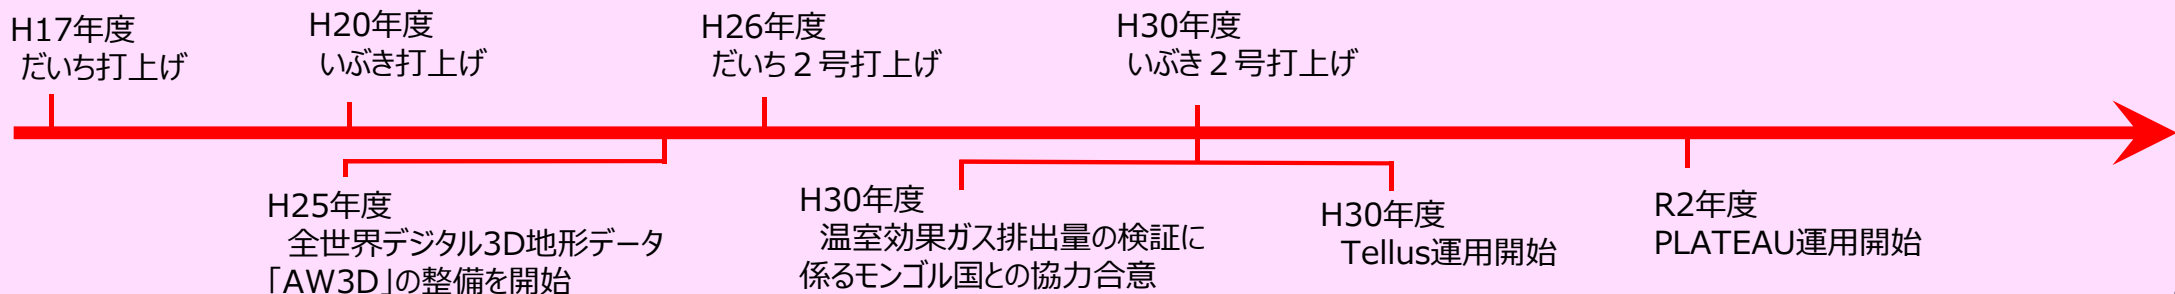 H17年度
だいち打上げ
H20年度
いぶき打上げ
H26年度
だいち２号打上げ
H30年度
いぶき２号打上げ
H25年度
全世界デジタル3D地形データ
「AW3D」の整備を開始
H30年度
温室効果ガス排出量の検証に
係るモンゴル国との協力合意
H30年度
Tellus運用開始
R2年度
PLATEAU運用開始